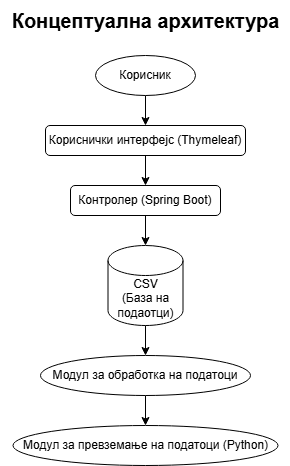 Концептуална архитектура
Корисник
Кориснички интерфејс (Thymeleaf)
Контролер (Spring Boot)
CSV
(База на
подаотци)
Модул за обработка на податоци
Модул за превземање на податоци (Python)